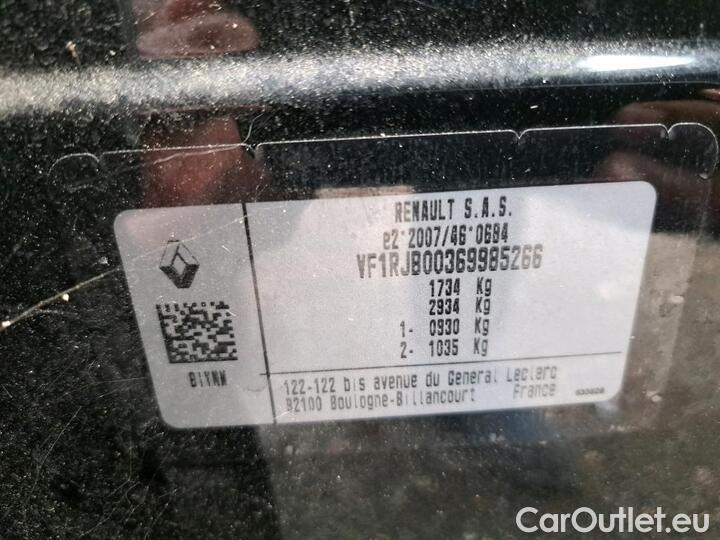 RENAULT S.A.S.
e2*2007/46*0684
VF1RJB00369985266
1734 Kg
2934 Kg
1- 0930 Kg
2- 1035 Kg
122-122 bis avenue du General Leclerc
92100 Boulogne-Billancourt France
CarOutlet.eu